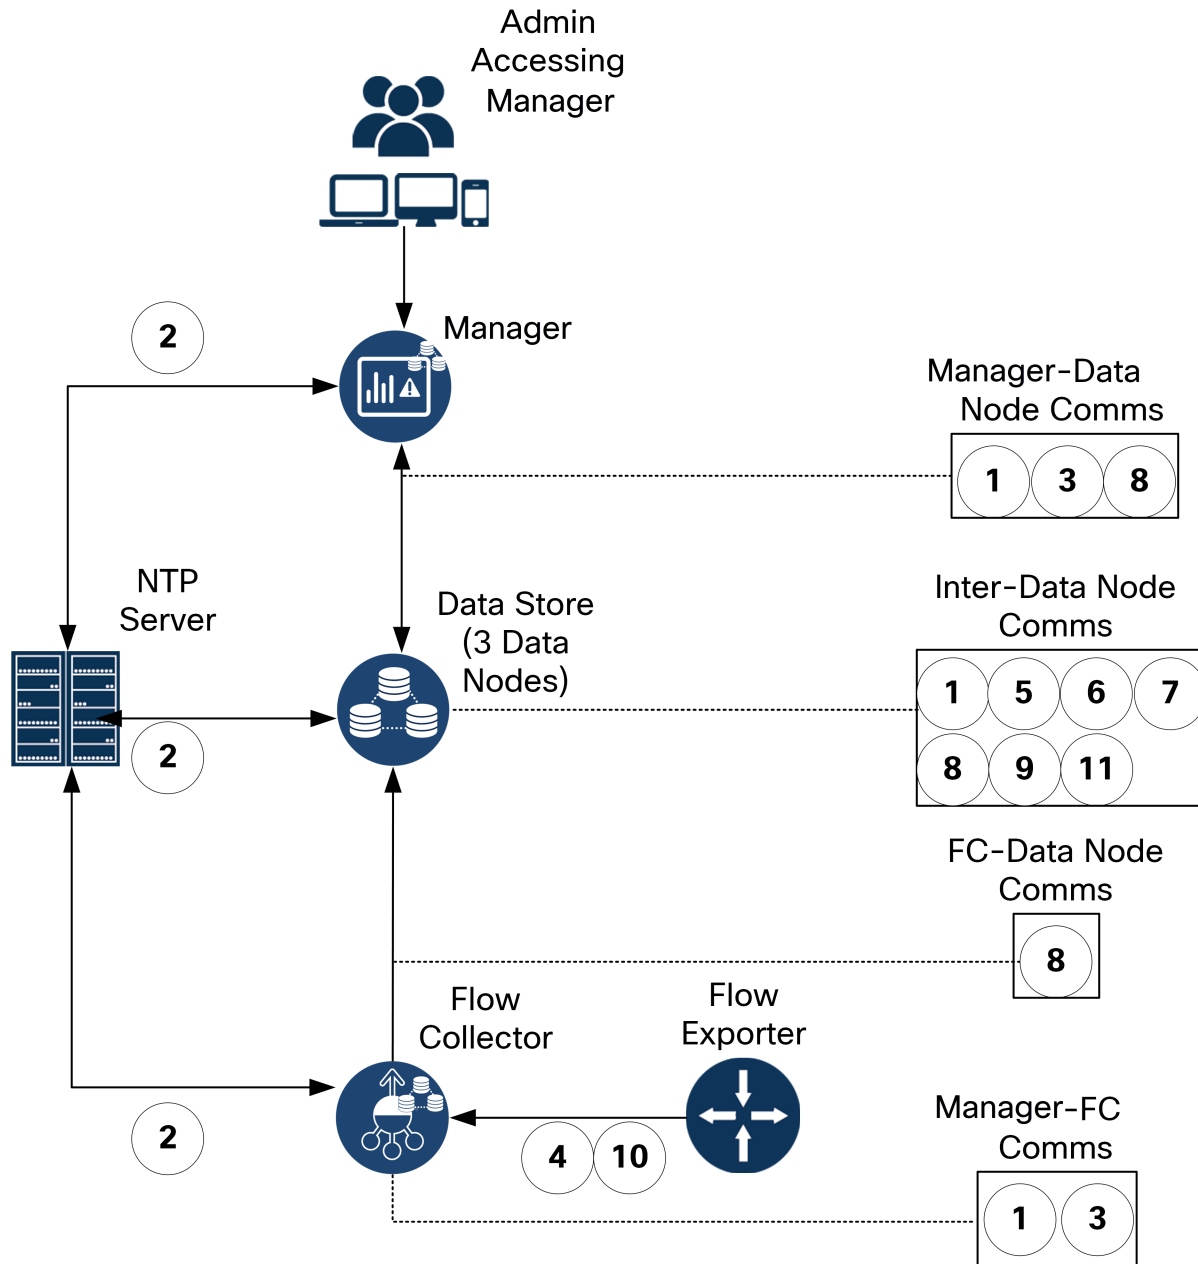 Admin
Accessing
Manager
2
Manager
Manager-Data
Node Comms
1 3 8
NTP
Server
Data Store
(3 Data
Nodes)
Inter-Data Node
Comms
1 5 6 7
8 9 11
2
FC-Data Node
Comms
8
Flow
Collector
Flow
Exporter
2
4 10
Manager-FC
Comms
1 3